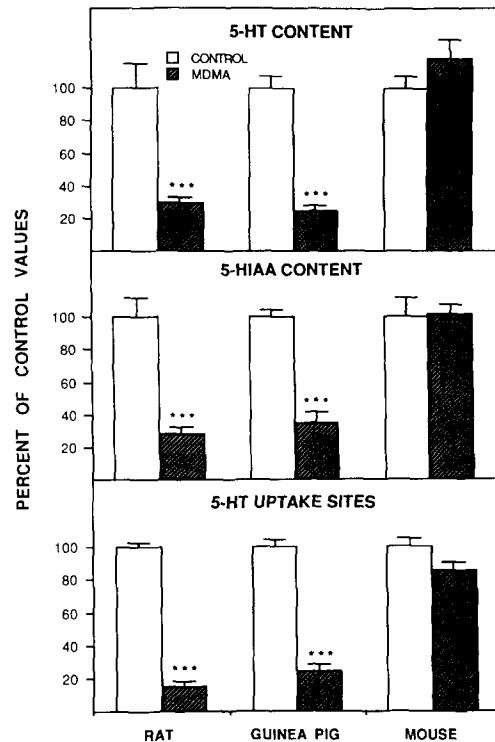 5-HT CONTENT
CONTROL
MDMA
100
80
60
40
20
***
***
5-HIAA CONTENT
100
80
60
40
20
***
***
5-HT UPTAKE SITES
100
80
60
40
20
***
***
PERCENT OF CONTROL VALUES
RAT
GUINEA PIG
MOUSE